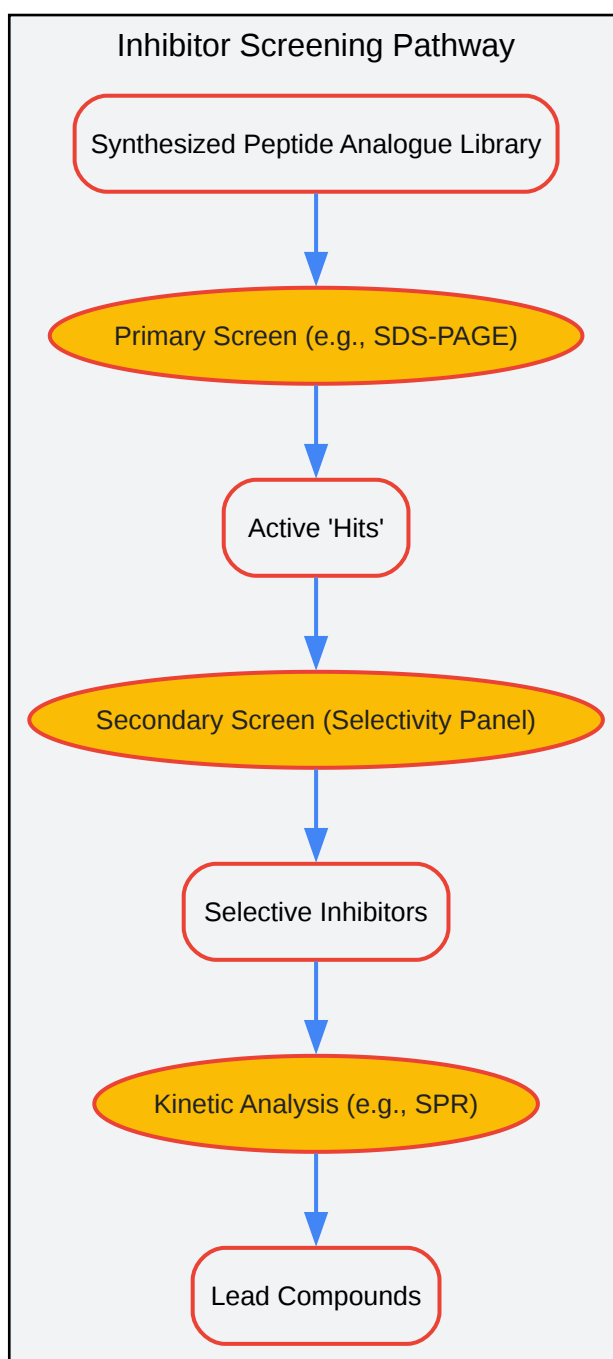 Inhibitor Screening Pathway
Synthesized Peptide Analogue Library
Primary Screen (e.g., SDS-PAGE)
Active 'Hits'
Secondary Screen (Selectivity Panel)
Selective Inhibitors
Kinetic Analysis (e.g., SPR)
Lead Compounds